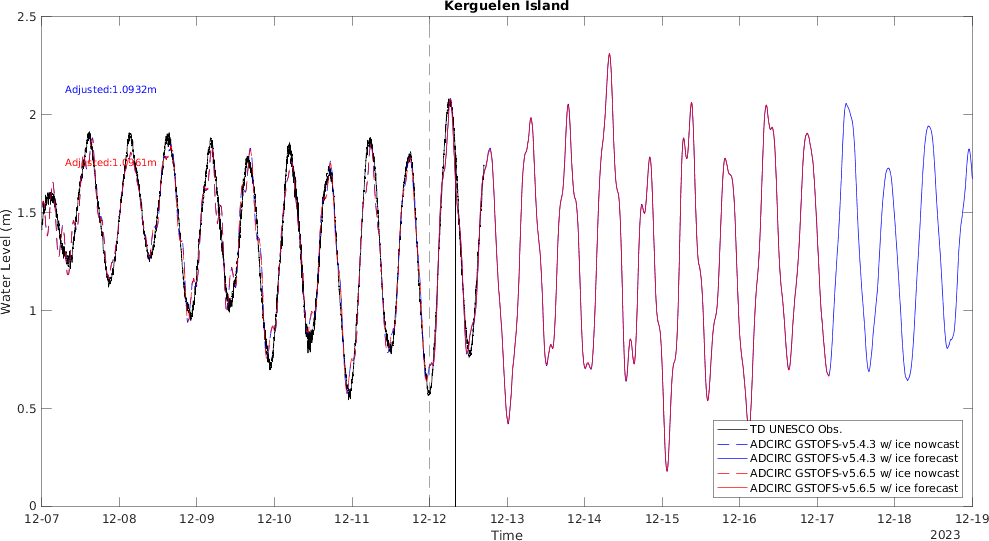 Kerguelen Island
2.5
2
1.5
1
0.5
0
Water Level (m)
Adjusted:1.0932m
Adjusted:1.0961m
TD UNESCO Obs.
ADCIRC GSTOFS-v5.4.3 w/ ice nowcast
ADCIRC GSTOFS-v5.4.3 w/ ice forecast
ADCIRC GSTOFS-v5.6.5 w/ ice nowcast
ADCIRC GSTOFS-v5.6.5 w/ ice forecast
12-07 12-08 12-09 12-10 12-11 12-12 12-13 12-14 12-15 12-16 12-17 12-18 12-19
Time
2023